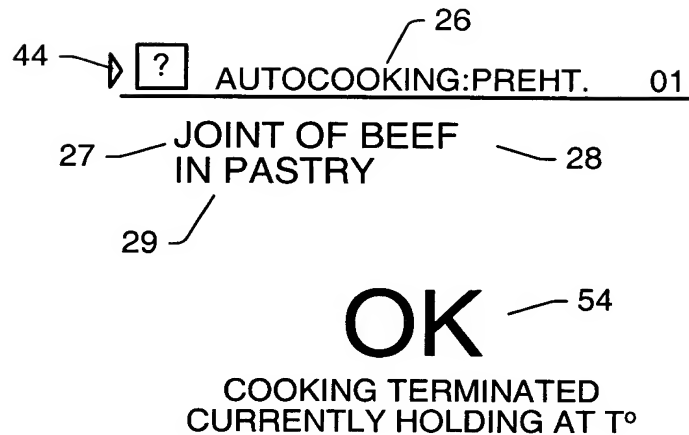 26
44 ? AUTOCOOKING:PREHT. 01
27 JOINT OF BEEF 28
IN PASTRY
29
OK 54
COOKING TERMINATED
CURRENTLY HOLDING AT Tº